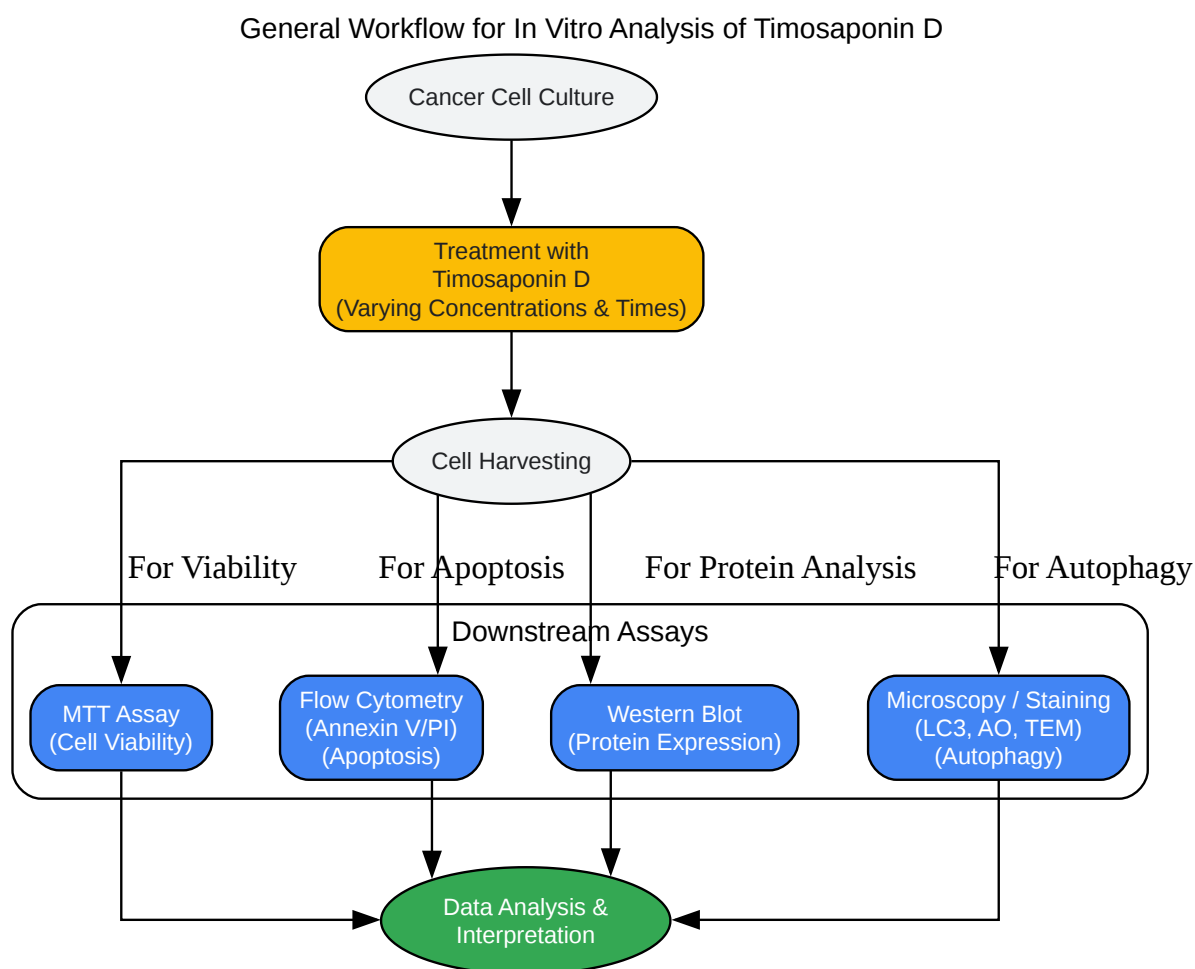 General Workflow for In Vitro Analysis of Timosaponin D
Cancer Cell Culture
Treatment with
Timosaponin D
(Varying Concentrations & Times)
Cell Harvesting
For Viability
For Apoptosis
For Protein Analysis
For Autophagy
Downstream Assays
MTT Assay
(Cell Viability)
Flow Cytometry
(Annexin V/PI)
(Apoptosis)
Western Blot
(Protein Expression)
Microscopy / Staining
(LC3, AO, TEM)
(Autophagy)
Data Analysis &
Interpretation